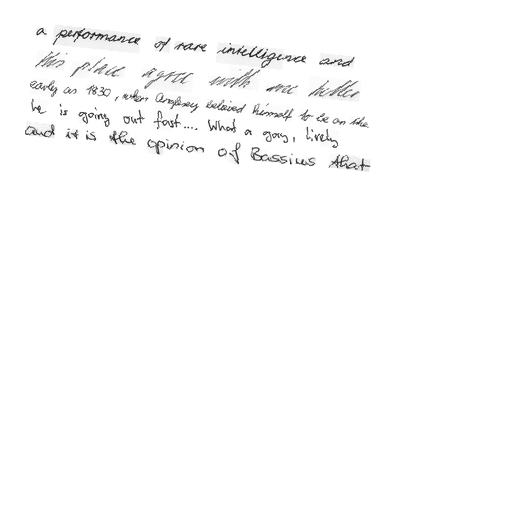 a performance of rare intelligence and
this place agree with me better
early as 1830, when Anglesey believed himself to be on the
he is going out fast.... What a gay, lively
and it is the opinion of Bassius that